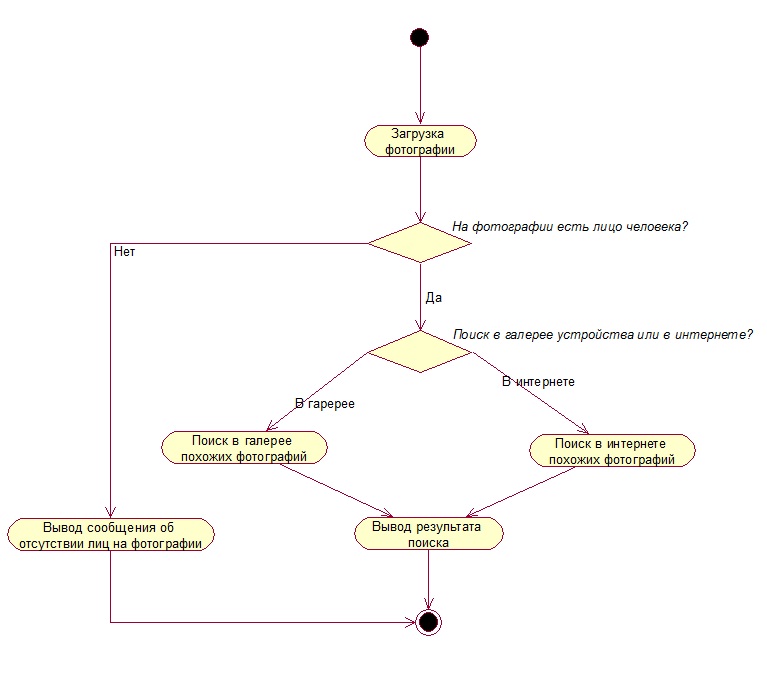 Загрузка
фотографии
На фотографии есть лицо человека?
Нет
Да
Поиск в галерее устройства или в интернете?
В интернете
В гаререе
Поиск в галерее
похожих фотографий
Поиск в интернете
похожих фотографий
Вывод сообщения об
отсутствии лиц на фотографии
Вывод результата
поиска